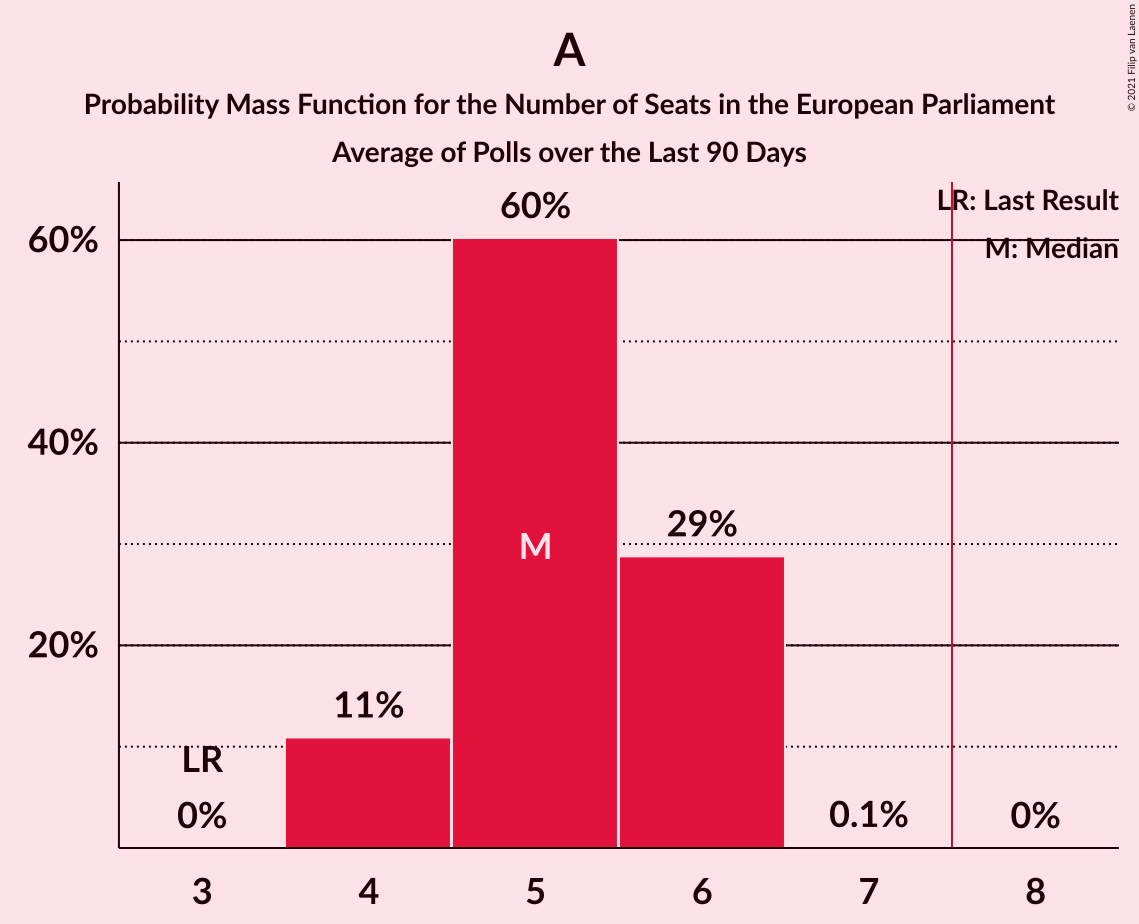 A
Probability Mass Function for the Number of Seats in the European Parliament
Average of Polls over the Last 90 Days
© 2021 Filip van Laenen
LR: Last Result
M: Median
60%
40%
20%
60%
M
29%
11%
LR
0%
0.1%
0%
3 4 5 6 7 8